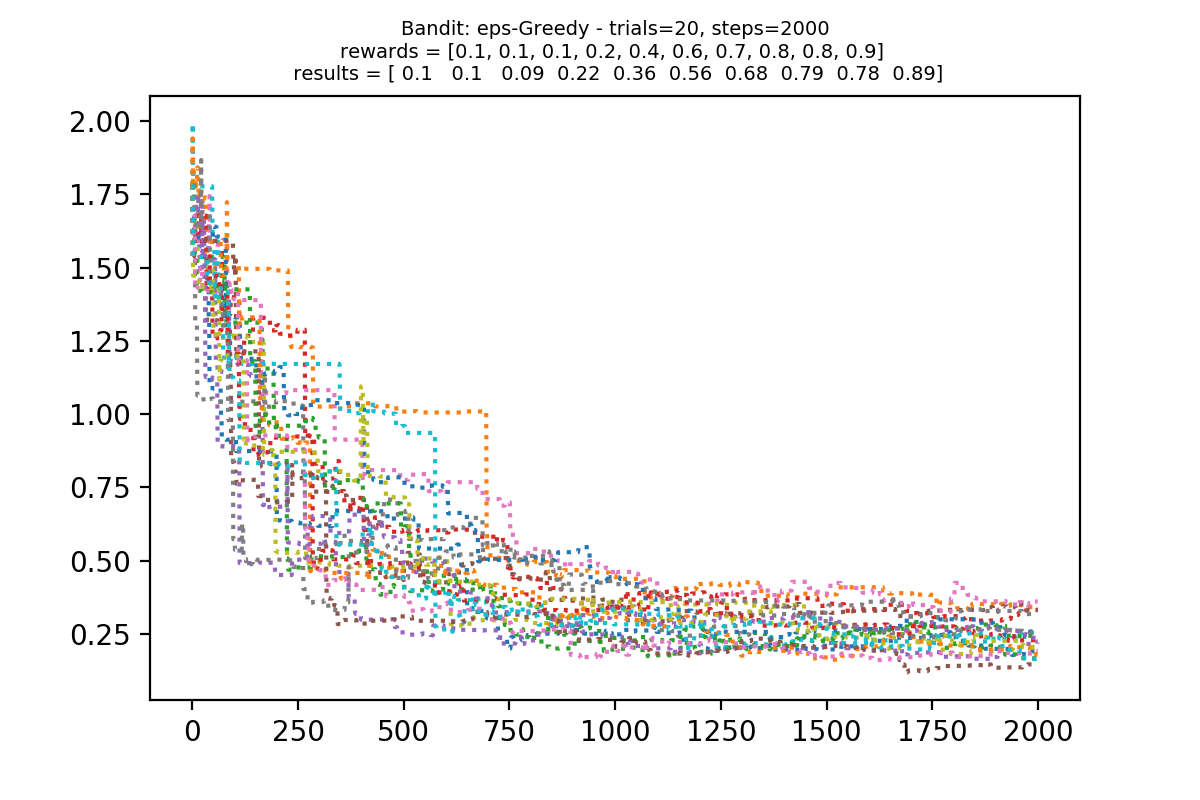 Bandit: eps-Greedy - trials=20, steps=2000
rewards = [0.1, 0.1, 0.1, 0.2, 0.4, 0.6, 0.7, 0.8, 0.8, 0.9]
results = [ 0.1   0.1   0.09  0.22  0.36  0.56  0.68  0.79  0.78  0.89]
2.00
1.75
1.50
1.25
1.00
0.75
0.50
0.25
0 250 500 750 1000 1250 1500 1750 2000